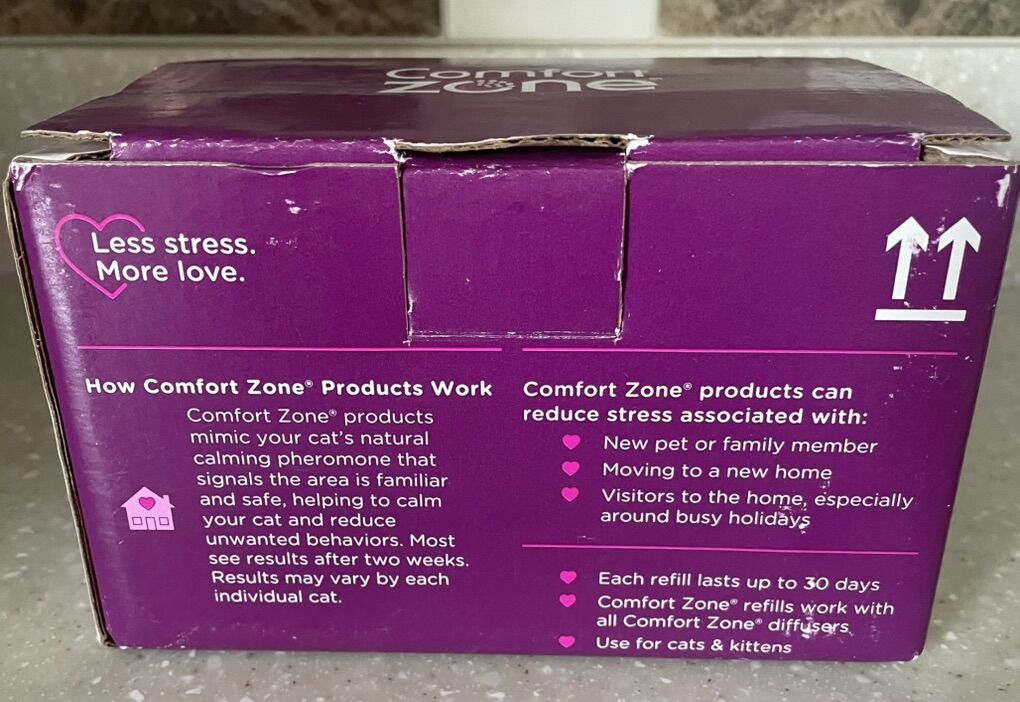 Comfort
Zone
Less stress.
More love.
How Comfort Zone® Products Work
Comfort Zone® products
mimic your cat's natural
calming pheromone that
signals the area is familiar
and safe, helping to calm
your cat and reduce
unwanted behaviors. Most
see results after two weeks.
Results may vary by each
individual cat.
Comfort Zone® products can
reduce stress associated with:
New pet or family member
Moving to a new home
Visitors to the home, especially
around busy holidays
Each refill lasts up to 30 days
Comfort Zone® refills work with
all Comfort Zone® diffusers
Use for cats & kittens